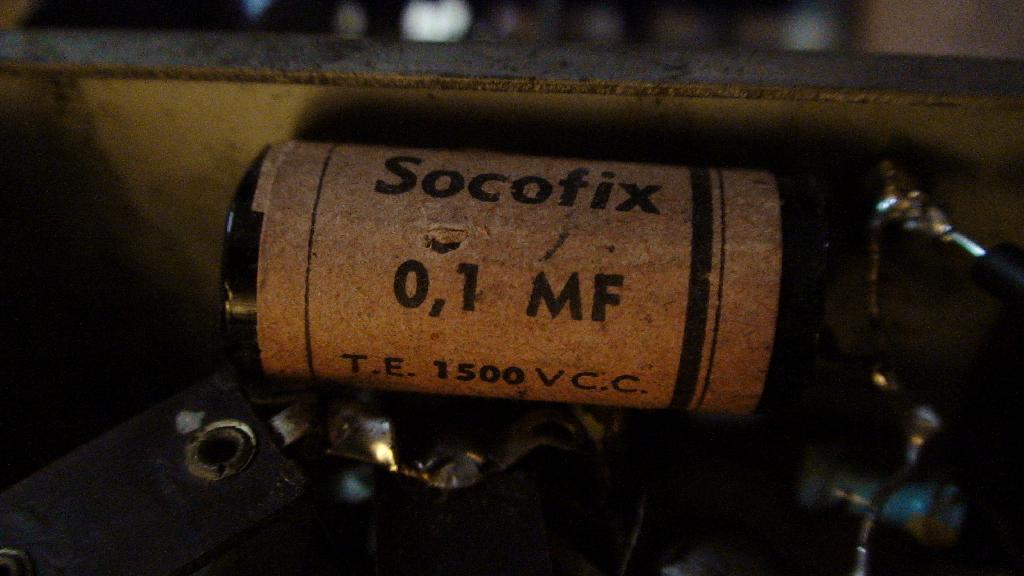 Socofix
0,1 MF
T.E. 1500 V C.C.